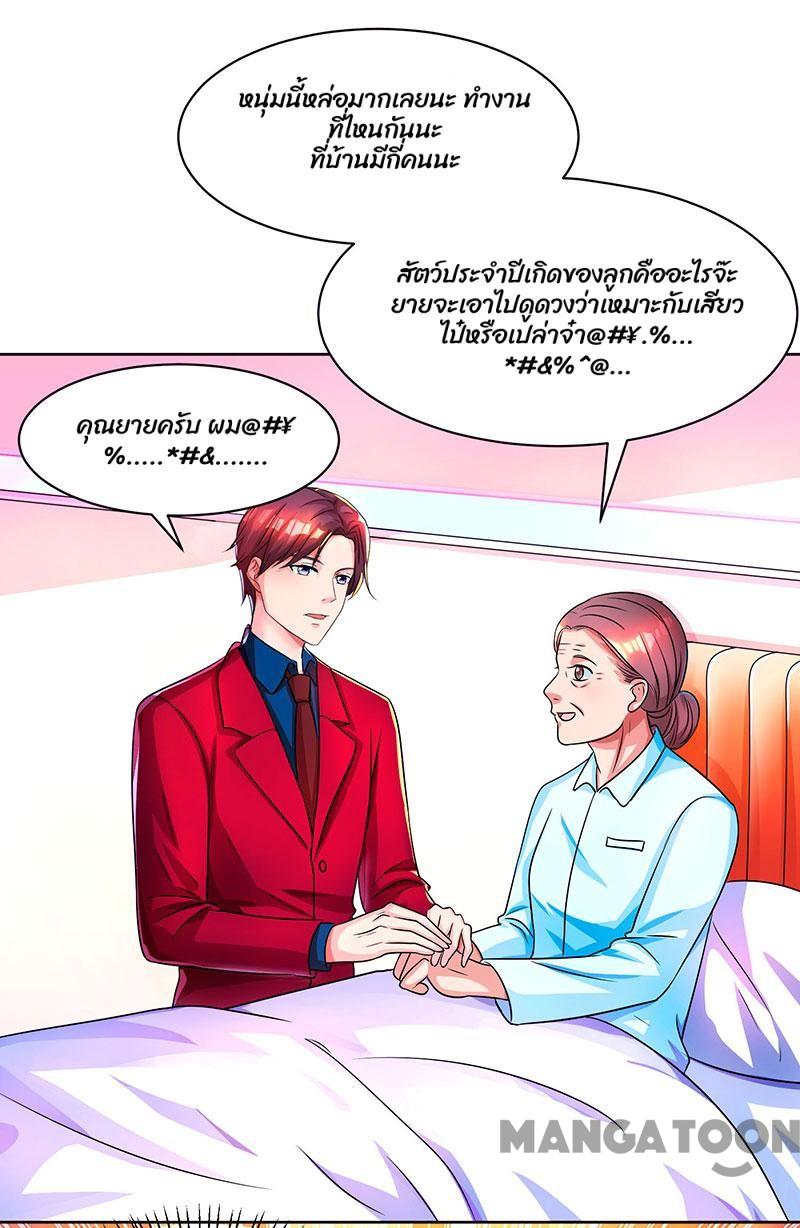 หนุ่มนี้หล่อมากเลยนะ ทำงาน
ที่ไหนกันนะ
ที่บ้านมีกี่คนนะ
สัตว์ประจำปีเกิดของลูกคืออะไรจ๊ะ
ยายจะเอาไปดูดวงว่าเหมาะกับเสี่ยว
ไป๋หรือเปล่าจ๋า@#¥.%...
*#&%^@...
คุณยายครับ ผม@#¥
%.....*#&.......
MANGATOON